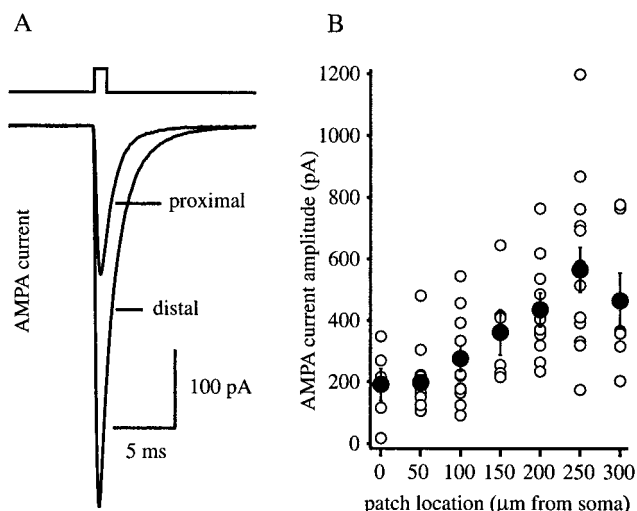 A
AMPA current
proximal
distal
100 pA
5 ms
B
AMPA current amplitude (pA)
1200
1000
800
600
400
200
0
0 50 100 150 200 250 300
patch location (μm from soma)